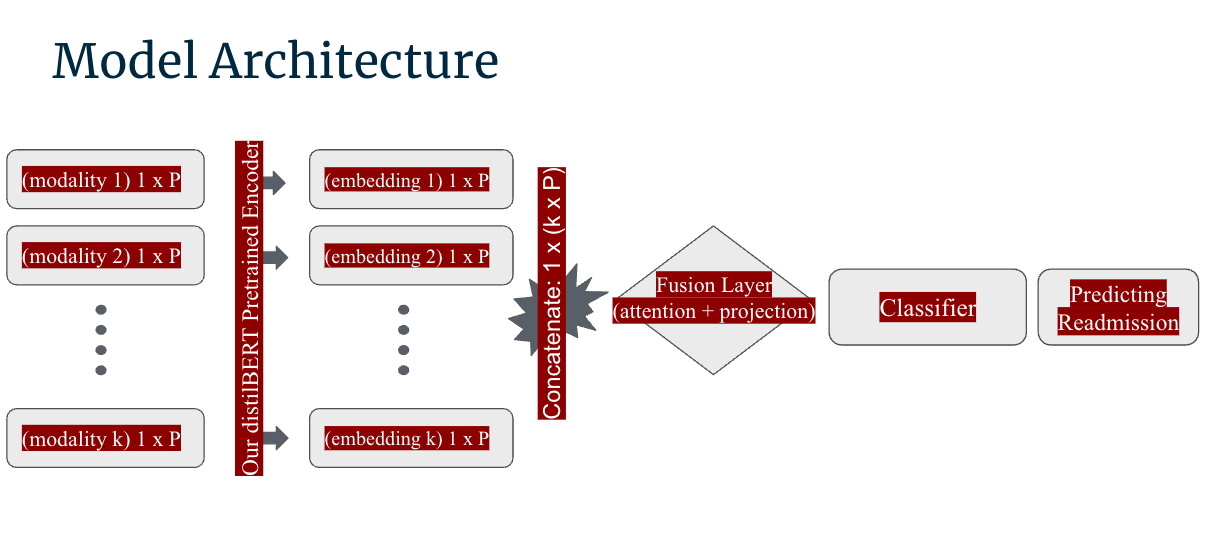 Model Architecture
(modality 1) 1 x P
(modality 2) 1 x P
(modality k) 1 x P
Our distilBERT Pretrained Encoder
(embedding 1) 1 x P
(embedding 2) 1 x P
(embedding k) 1 x P
Concatenate: 1 x (k x P)
Fusion Layer
(attention + projection)
Classifier
Predicting
Readmission